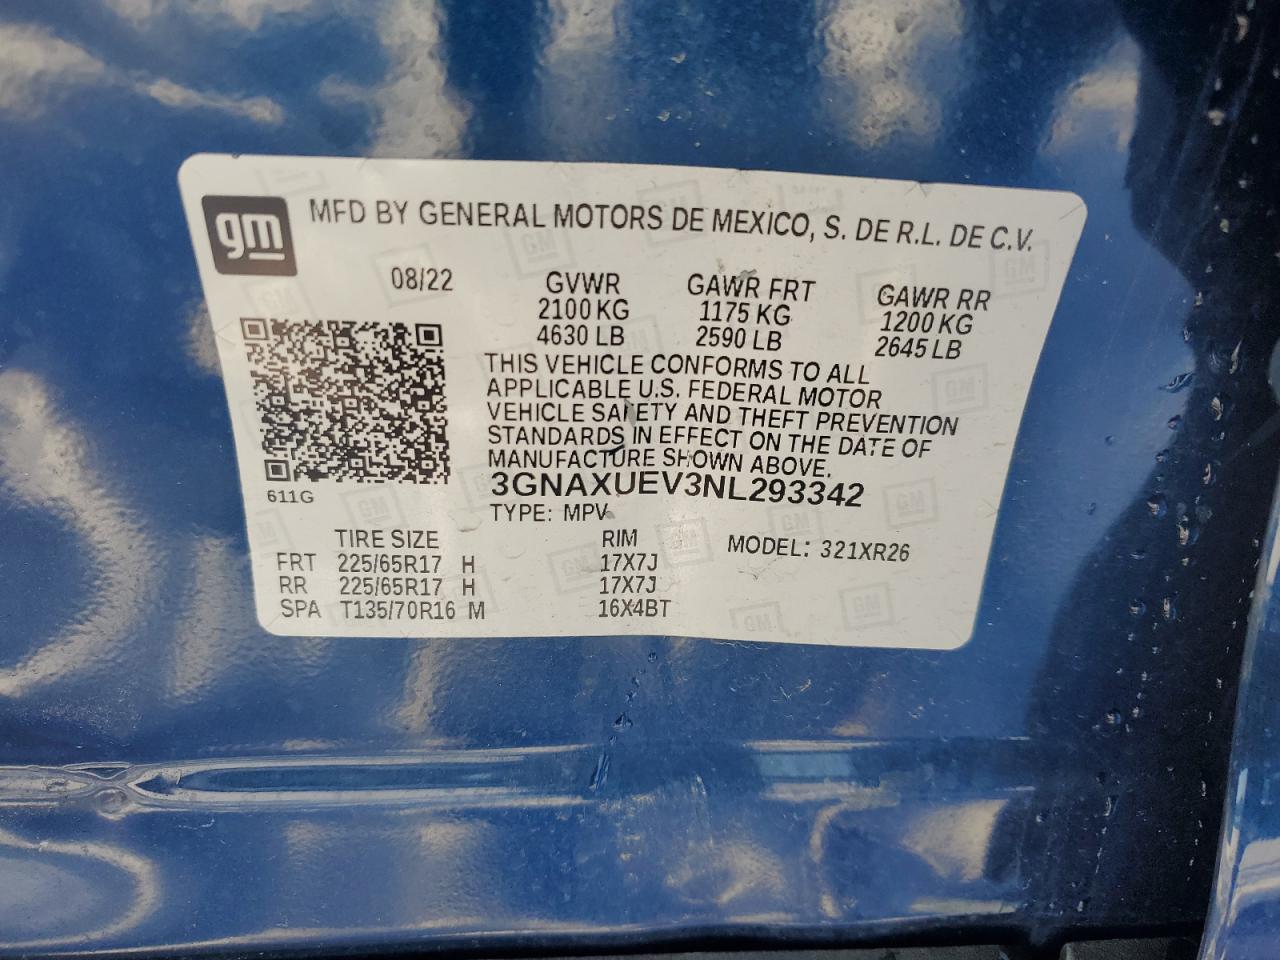 gm
MFD BY GENERAL MOTORS DE MEXICO, S. DE R.L. DE C.V.
08/22 GVWR GAWR FRT GAWR RR
2100 KG 1175 KG 1200 KG
4630 LB 2590 LB 2645 LB
THIS VEHICLE CONFORMS TO ALL
APPLICABLE U.S. FEDERAL MOTOR
VEHICLE SAFETY AND THEFT PREVENTION
STANDARDS IN EFFECT ON THE DATE OF
MANUFACTURE SHOWN ABOVE.
3GNAXUEV3NL293342
611G
TYPE: MPV
TIRE SIZE RIM MODEL: 321XR26
FRT 225/65R17 H 17X7J
RR 225/65R17 H 17X7J
SPA T135/70R16 M 16X4BT